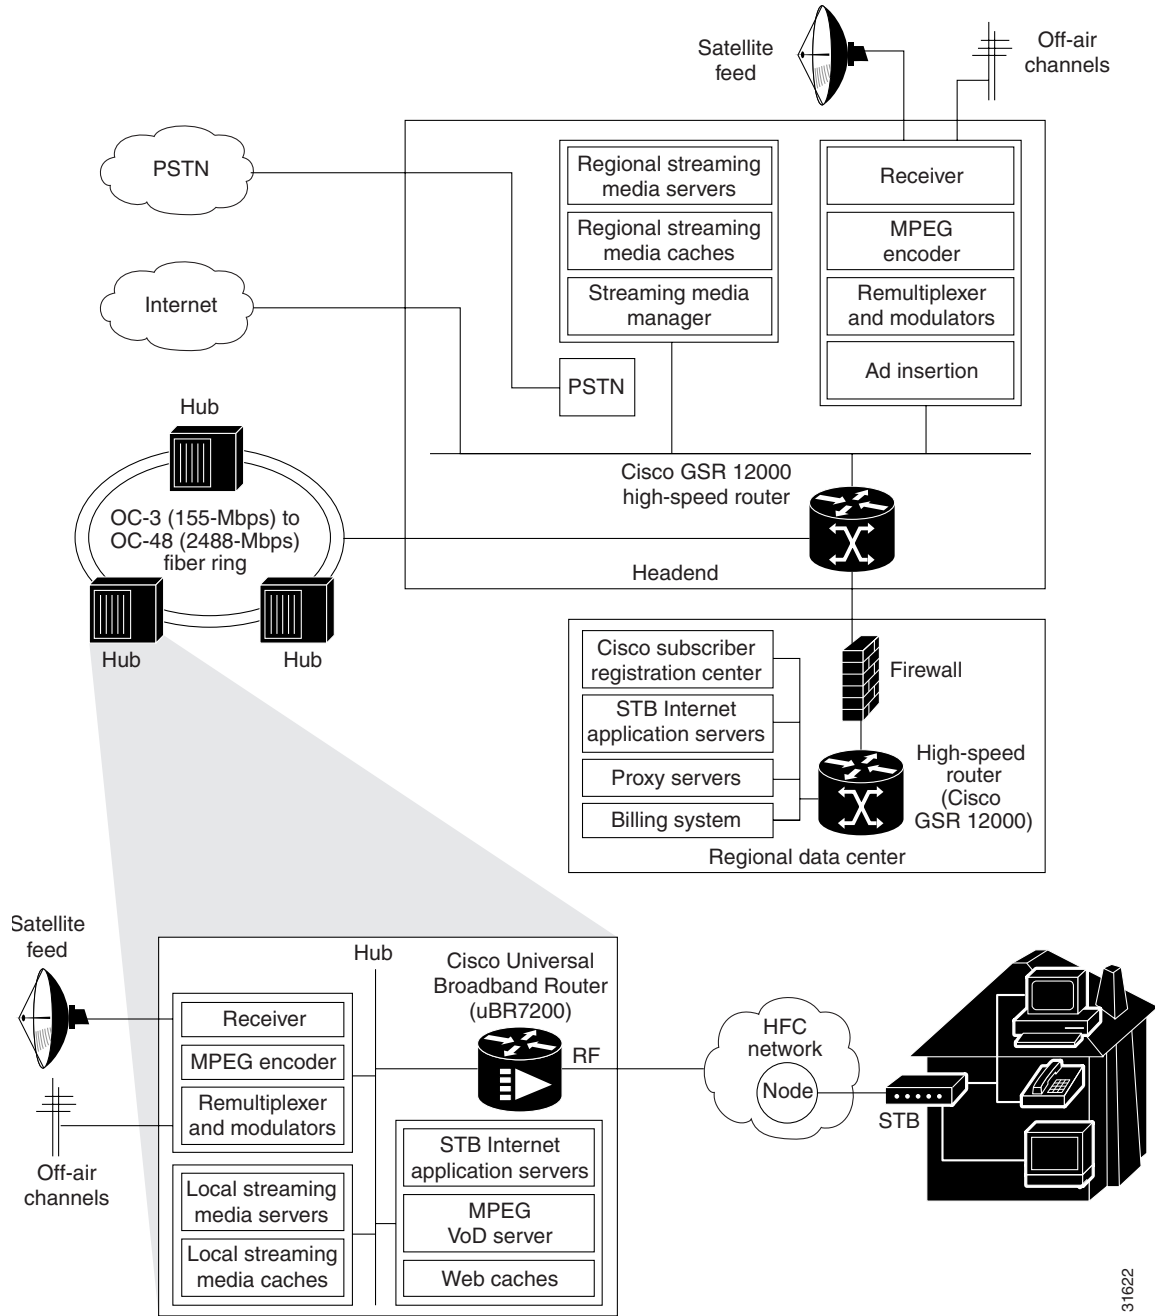 Satellite
feed
Off-air
channels
PSTN
Regional streaming
media servers
Receiver
Regional streaming
media caches
MPEG
encoder
Internet
Streaming media
manager
Remultiplexer
and modulators
PSTN
Ad insertion
Hub
Cisco GSR 12000
high-speed router
OC-3 (155-Mbps) to
OC-48 (2488-Mbps)
fiber ring
Headend
Hub
Hub
Cisco subscriber
registration center
Firewall
STB Internet
application servers
Proxy servers
High-speed
router
(Cisco
GSR 12000)
Billing system
Regional data center
Satellite
feed
Hub
Cisco Universal
Broadband Router
(uBR7200)
Receiver
RF
MPEG encoder
HFC
network
Node
Remultiplexer
and modulators
STB
STB Internet
application servers
Off-air
channels
Local streaming
media servers
MPEG
VoD server
Local streaming
media caches
Web caches
31622